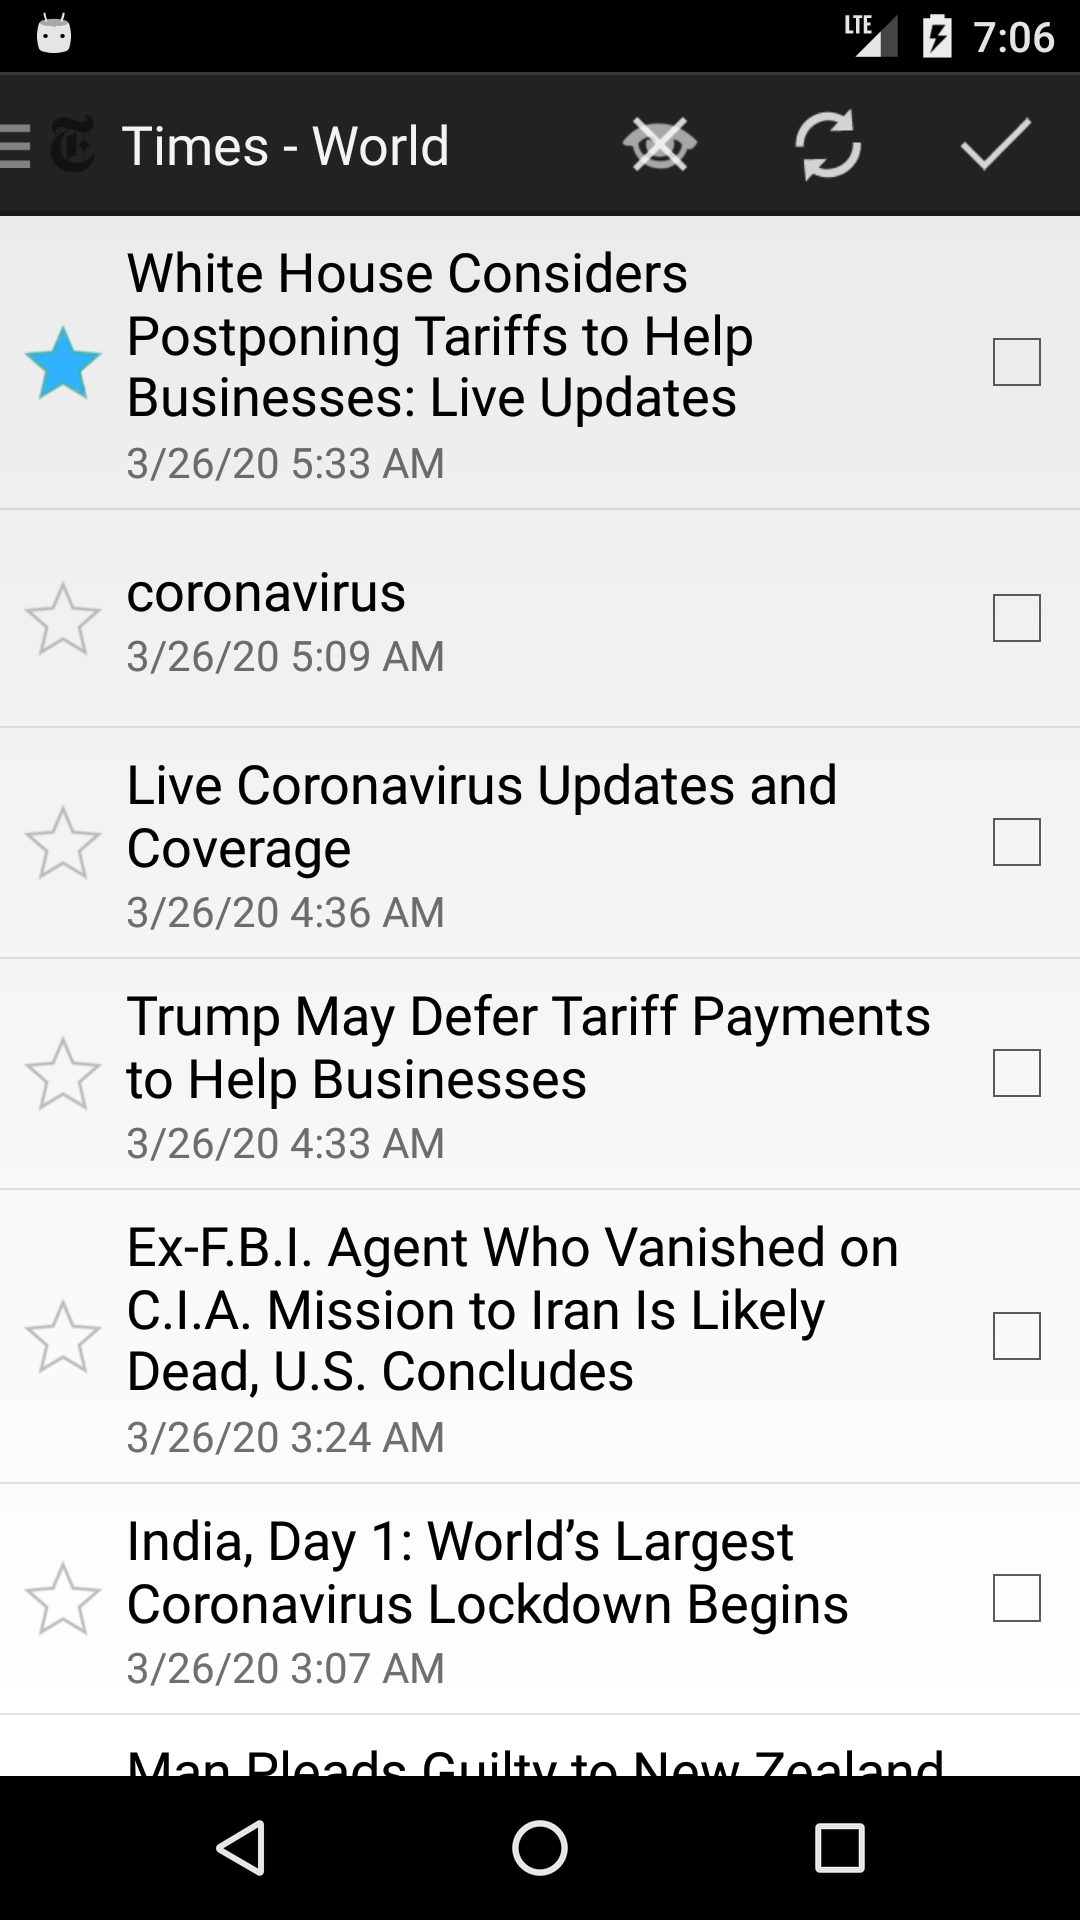 LTE 7:06
Times - World
White House Considers
Postponing Tariffs to Help
Businesses: Live Updates
3/26/20 5:33 AM
coronavirus
3/26/20 5:09 AM
Live Coronavirus Updates and
Coverage
3/26/20 4:36 AM
Trump May Defer Tariff Payments
to Help Businesses
3/26/20 4:33 AM
Ex-F.B.I. Agent Who Vanished on
C.I.A. Mission to Iran Is Likely
Dead, U.S. Concludes
3/26/20 3:24 AM
India, Day 1: World’s Largest
Coronavirus Lockdown Begins
3/26/20 3:07 AM
Man Pleads Guilty to New Zealand